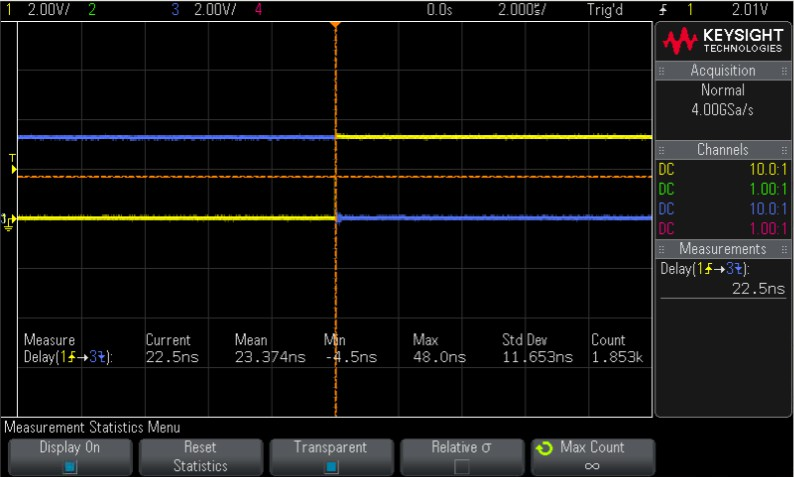 1 2.00V/ 2 3 2.00V/ 4 0.0s 2.000s/ Trig'd 1 2.01V
KEYSIGHT
TECHNOLOGIES
Acquisition
Normal
4.00GSa/s
Channels
DC 10.0:1
DC 1.00:1
DC 10.0:1
DC 1.00:1
Measurements
Delay(1→3):
22.5ns
T
Measure Current Mean Min Max Std Dev Count
Delay(1→3): 22.5ns 23.374ns -4.5ns 48.0ns 11.653ns 1.853k
Measurement Statistics Menu
Display On
Reset
Statistics
Transparent
Relative σ
Max Count
∞